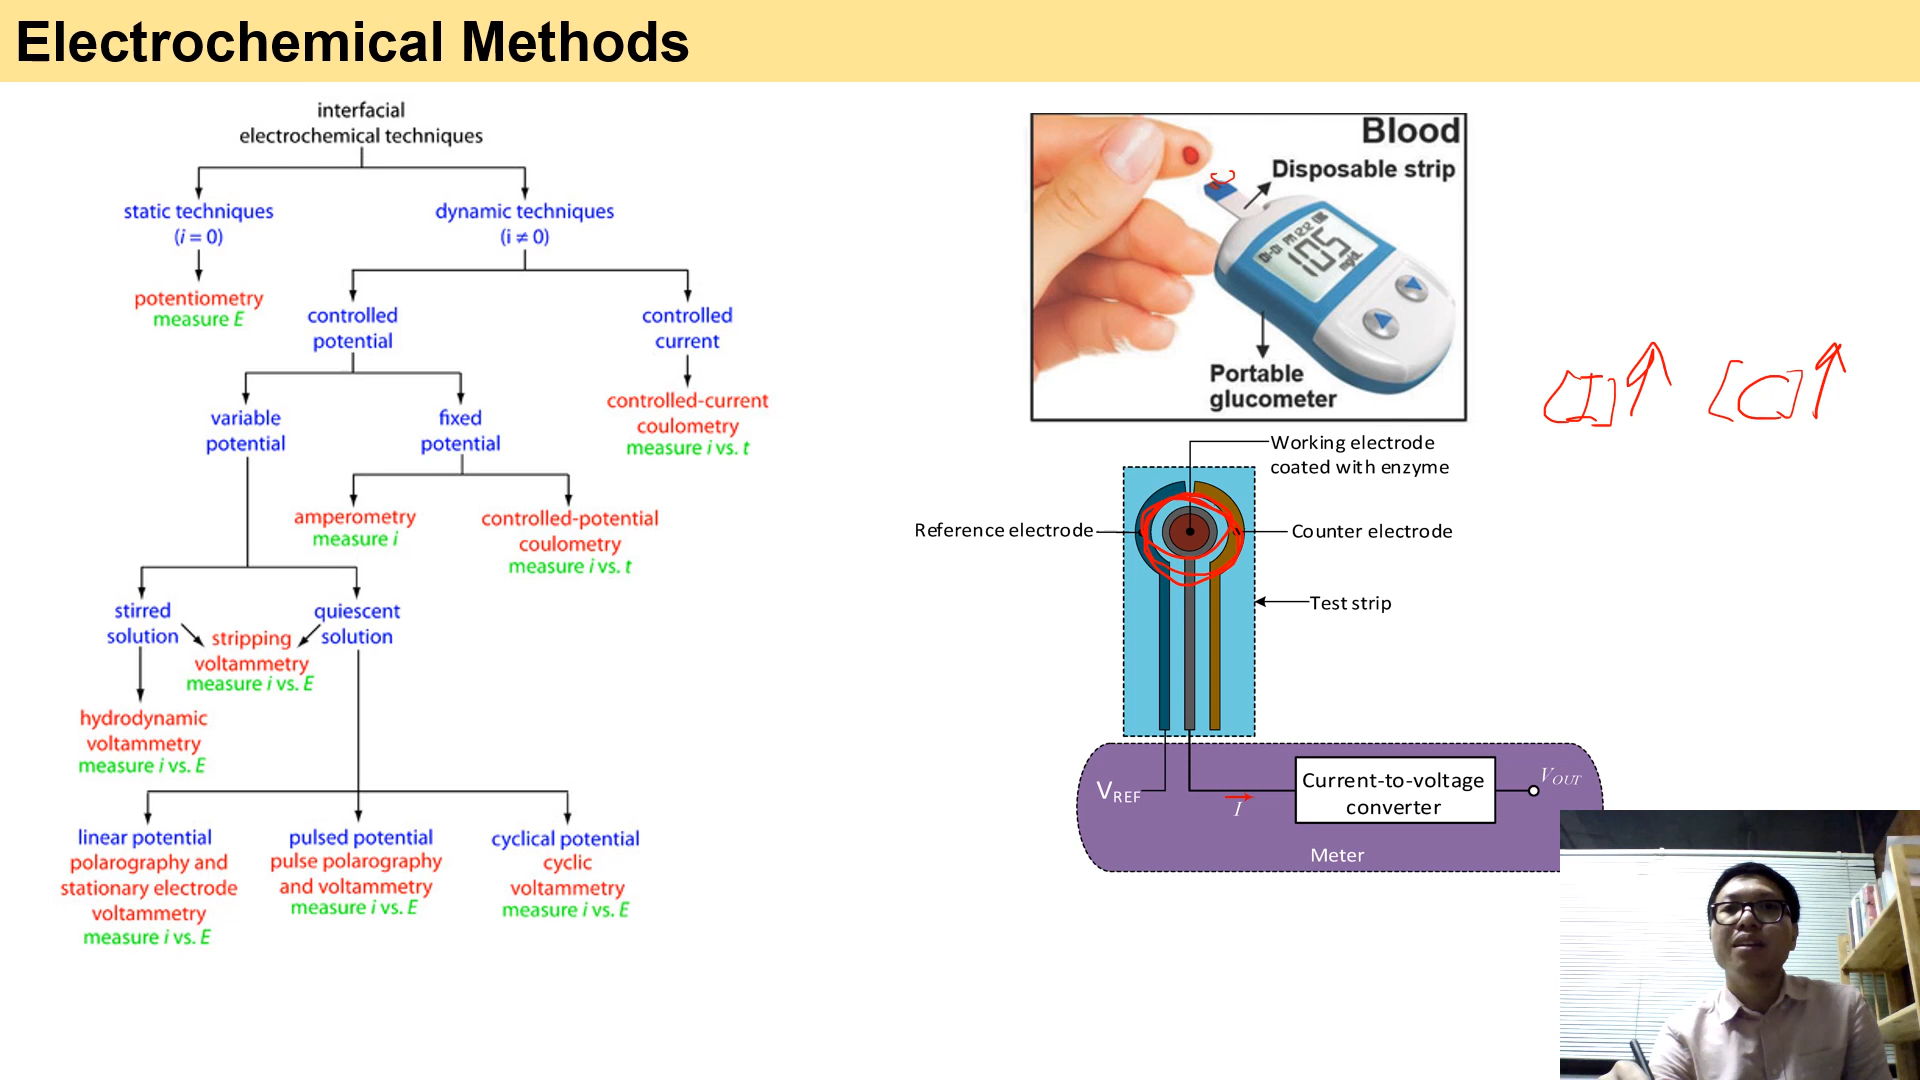 Electrochemical Methods
interfacial
electrochemical techniques
static techniques
(i = 0)
dynamic techniques
(i ≠ 0)
potentiometry
measure E
controlled
potential
controlled
current
controlled-current
coulometry
measure i vs. t
variable
potential
fixed
potential
amperometry
measure i
controlled-potential
coulometry
measure i vs. t
stirred
solution
quiescent
solution
stripping
voltammetry
measure i vs. E
hydrodynamic
voltammetry
measure i vs. E
linear potential
polarography and
stationary electrode
voltammetry
measure i vs. E
pulsed potential
pulse polarography
and voltammetry
measure i vs. E
cyclical potential
cyclic
voltammetry
measure i vs. E
Blood
Disposable strip
105
mg/dL
Portable
glucometer
[I]↑ [C]↑
Working electrode
coated with enzyme
Reference electrode
Counter electrode
Test strip
VREF
I
Current-to-voltage
converter
VOUT
Meter